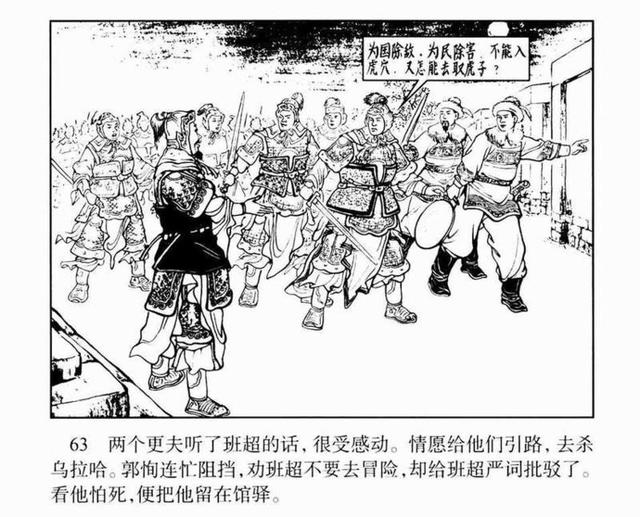 为国除敌,为民除害,不能入
虎穴,又怎能去取虎子?
63 两个更夫听了班超的话,很受感动。情愿给他们引路,去杀
乌拉哈。郭恂连忙阻挡,劝班超不要去冒险,却给班超严词批驳了。
看他怕死,便把他留在馆驿。